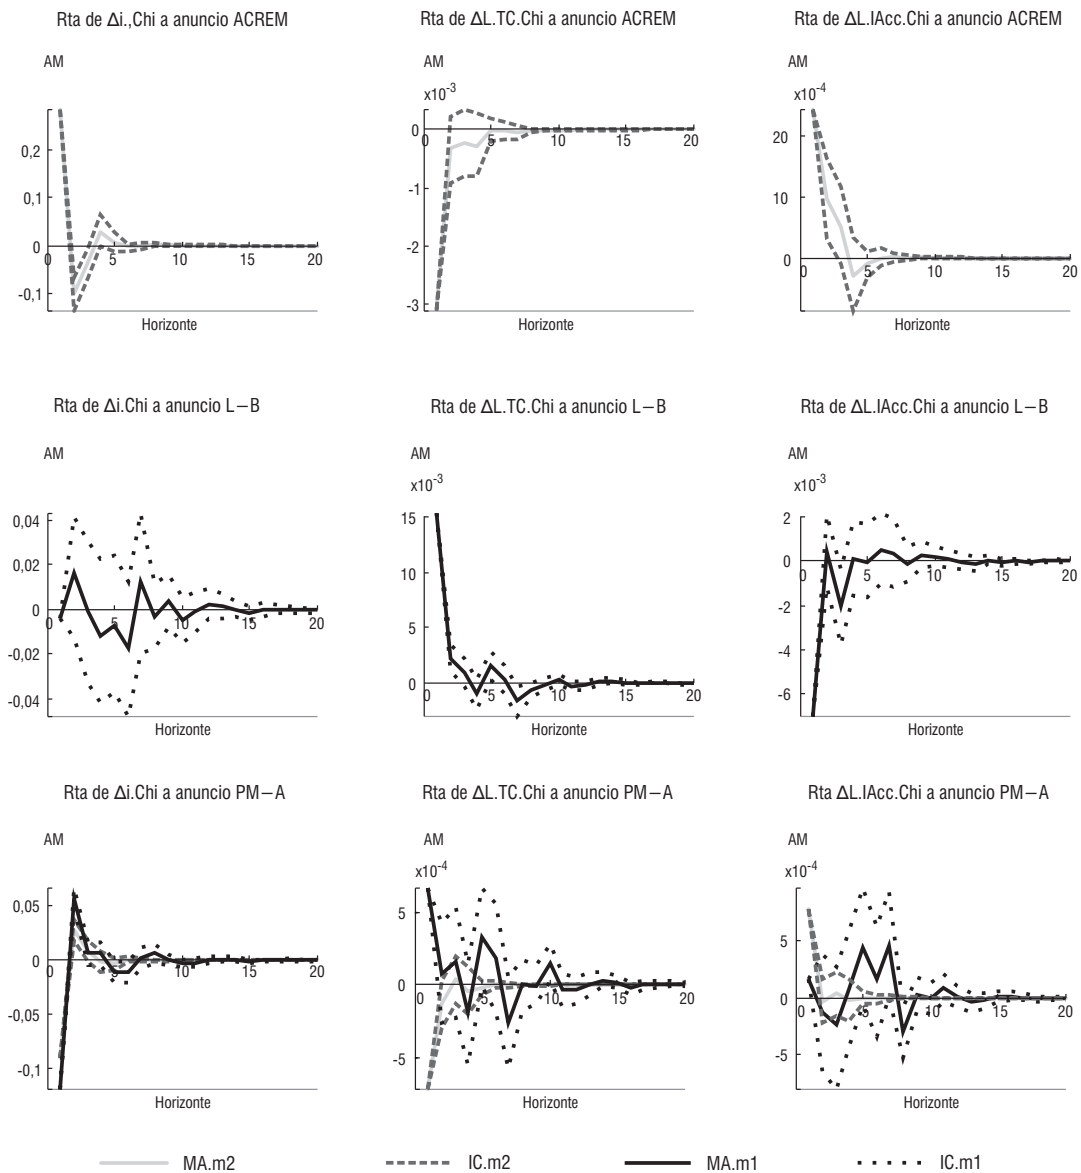 Rta de Δi.,Chi a anuncio ACREM
AM
0,2
0,1
0
-0,1
5
10
15
20
Horizonte
Rta de ΔL.TC.Chi a anuncio ACREM
AM
x10-3
0
-1
-2
-3
0
5
10
15
20
Horizonte
Rta de ΔL.IAcc.Chi a anuncio ACREM
AM
x10-4
20
10
0
0
5
10
15
20
Horizonte
Rta de Δi.Chi a anuncio L–B
AM
0,04
0,02
0
-0,02
-0,04
0
5
10
15
20
Horizonte
Rta de ΔL.TC.Chi a anuncio L–B
AM
x10-3
15
10
5
0
0
5
10
15
20
Horizonte
Rta de ΔL.IAcc.Chi a anuncio L–B
AM
x10-3
2
0
-2
-4
-6
0
5
10
15
20
Horizonte
Rta de Δi.Chi a anuncio PM–A
AM
0,05
0
-0,05
-0,1
0
5
10
15
20
Horizonte
Rta de ΔL.TC.Chi a anuncio PM–A
AM
x10-4
5
0
-5
0
5
10
15
20
Horizonte
Rta ΔL.IAcc.Chi a anuncio PM–A
AM
x10-4
5
0
-5
0
5
10
15
20
Horizonte
MA.m2 IC.m2 MA.m1 IC.m1